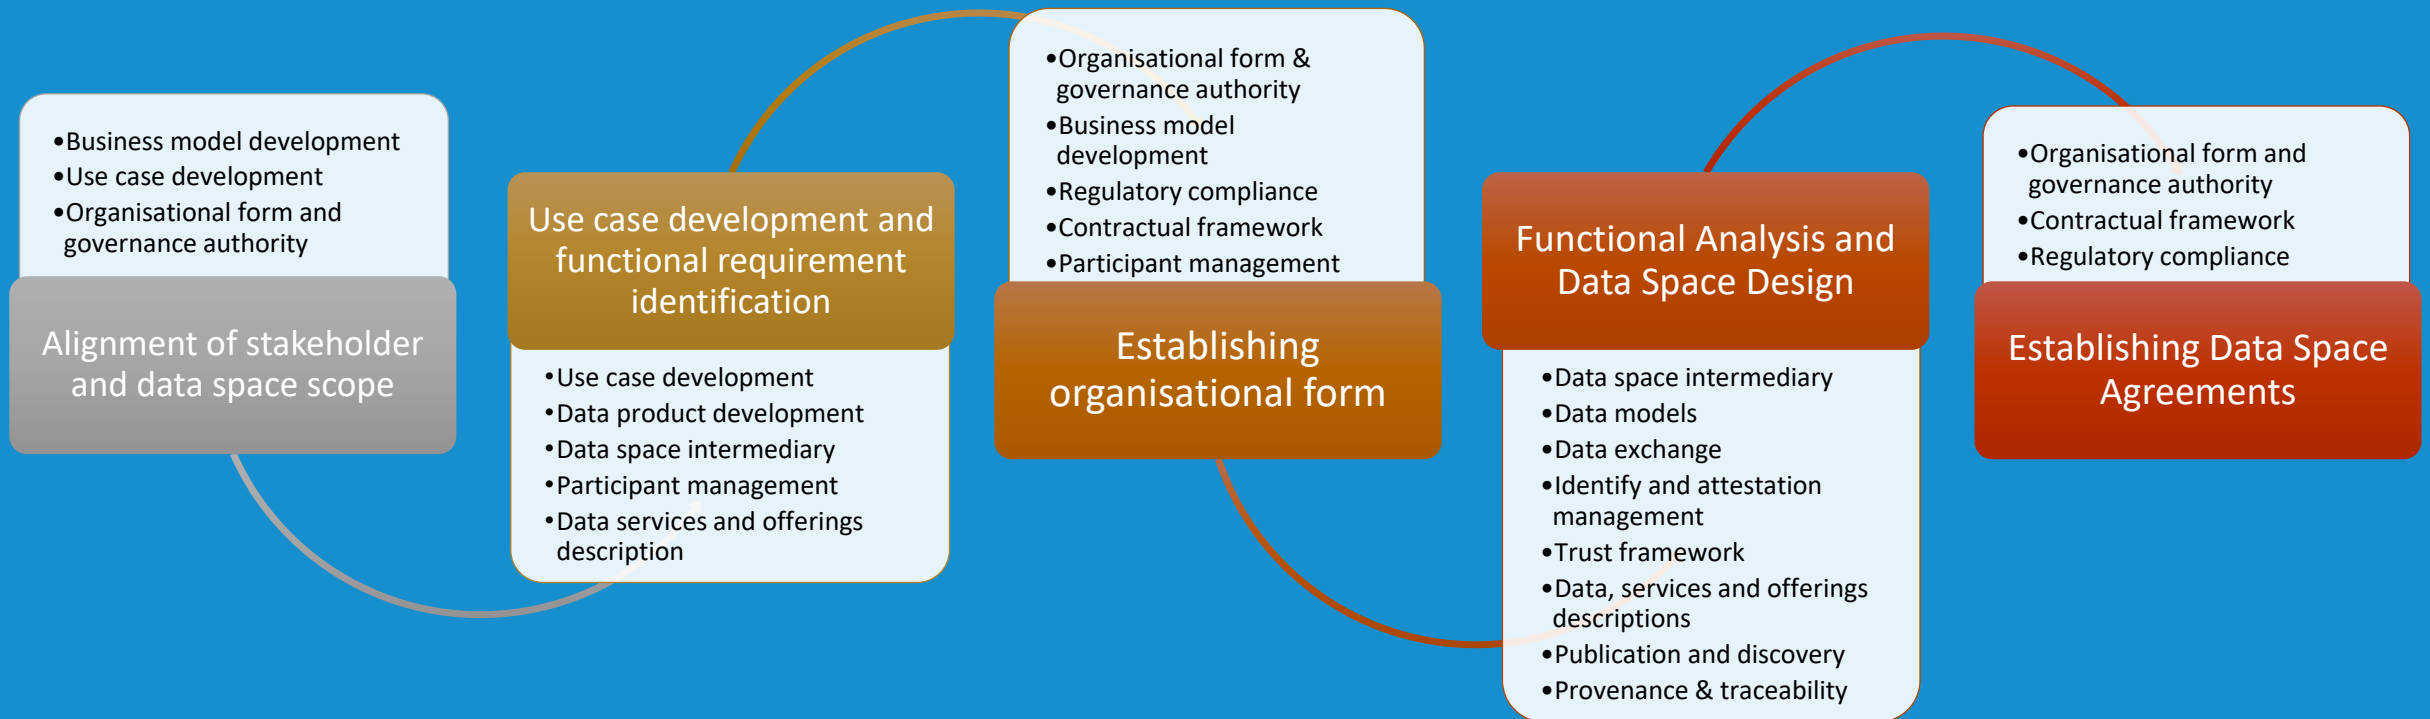 •Business model development
•Use case development
•Organisational form and
governance authority
Alignment of stakeholder
and data space scope
Use case development and
functional requirement
identification
•Use case development
•Data product development
•Data space intermediary
•Participant management
•Data services and offerings
description
•Organisational form &
governance authority
•Business model
development
•Regulatory compliance
•Contractual framework
•Participant management
Establishing
organisational form
Functional Analysis and
Data Space Design
•Data space intermediary
•Data models
•Data exchange
•Identify and attestation
management
•Trust framework
•Data, services and offerings
descriptions
•Publication and discovery
•Provenance & traceability
•Organisational form and
governance authority
•Contractual framework
•Regulatory compliance
Establishing Data Space
Agreements